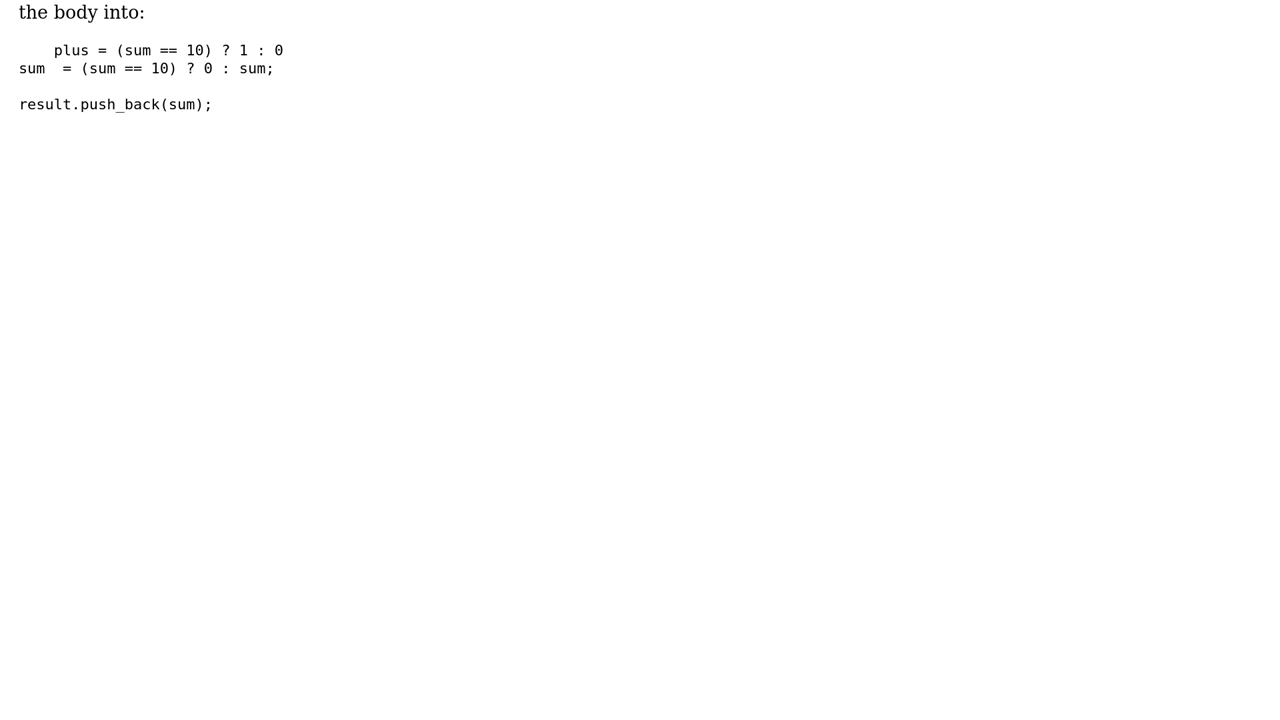 the body into:
    plus = (sum == 10) ? 1 : 0
sum  = (sum == 10) ? 0 : sum;

result.push_back(sum);